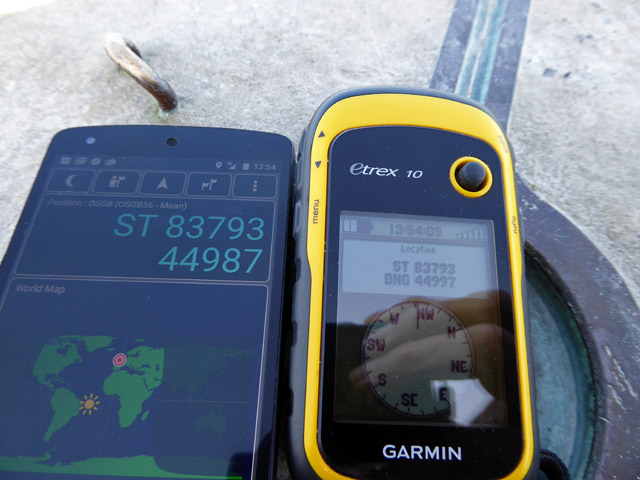 13:54
Position : OSGB (OSGB36 - Mean)
ST 83793
44987
World Map
etrex 10
menu
13:54:09
Location
ST 83793
BNG 44997
W
NW
N
SW
NE
S
SE
E
GARMIN